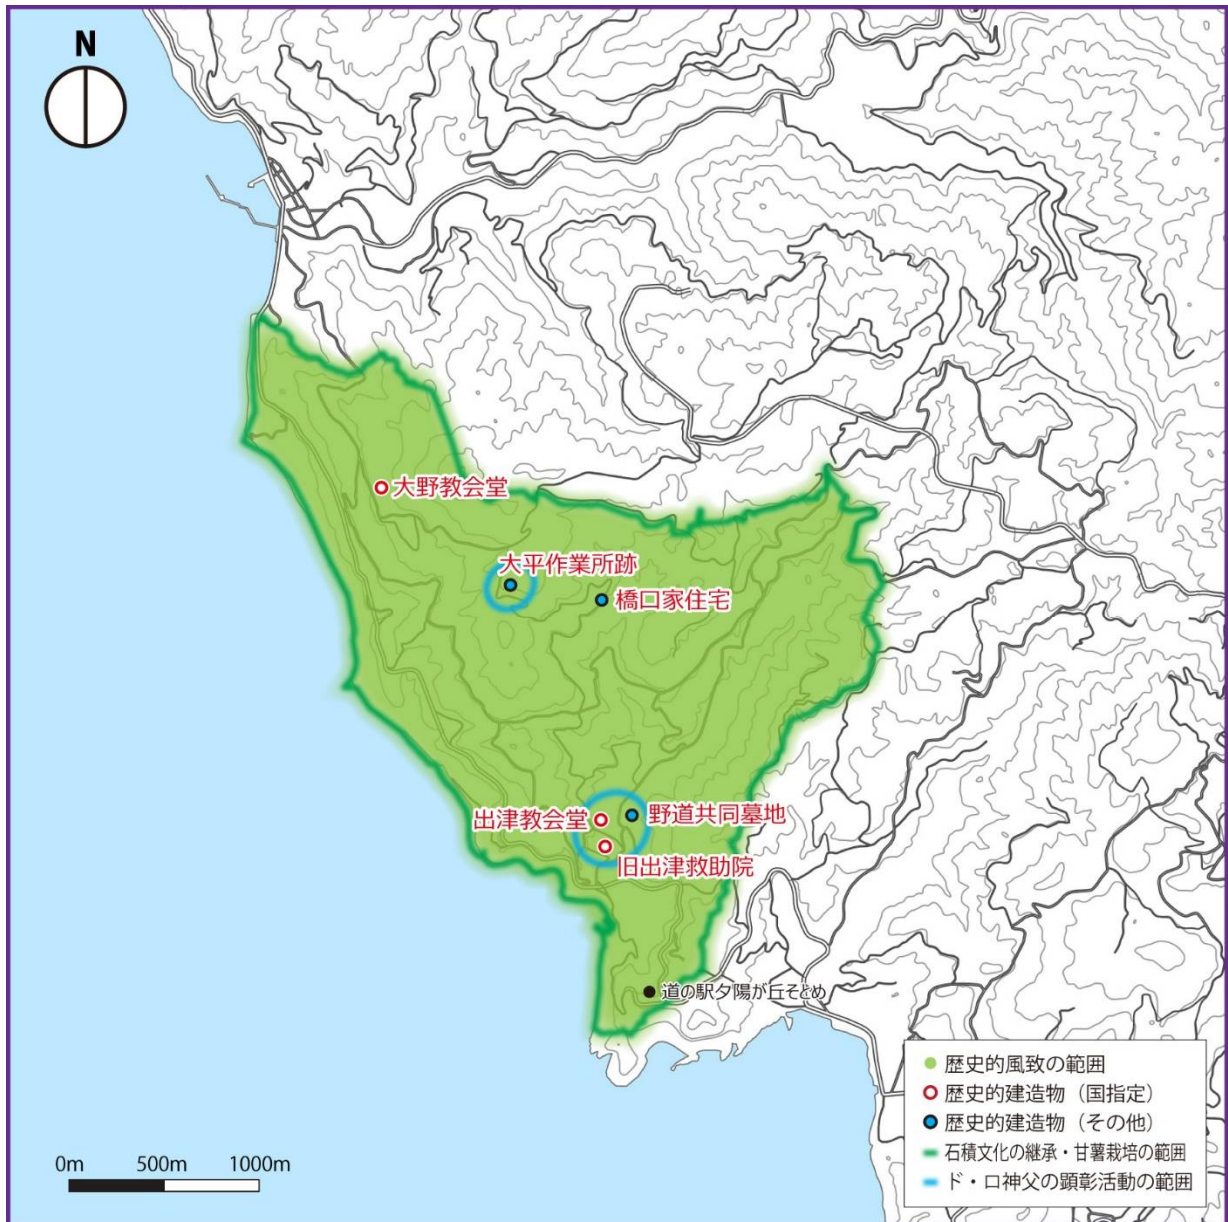 N
大野教会堂
大平作業所跡
橋口家住宅
出津教会堂
野道共同墓地
旧出津救助院
道の駅夕陽が丘そとめ
歴史的風致の範囲
歴史的建造物（国指定）
歴史的建造物（その他）
石積文化の継承・甘薯栽培の範囲
ド・ロ神父の顕彰活動の範囲
0m 500m 1000m